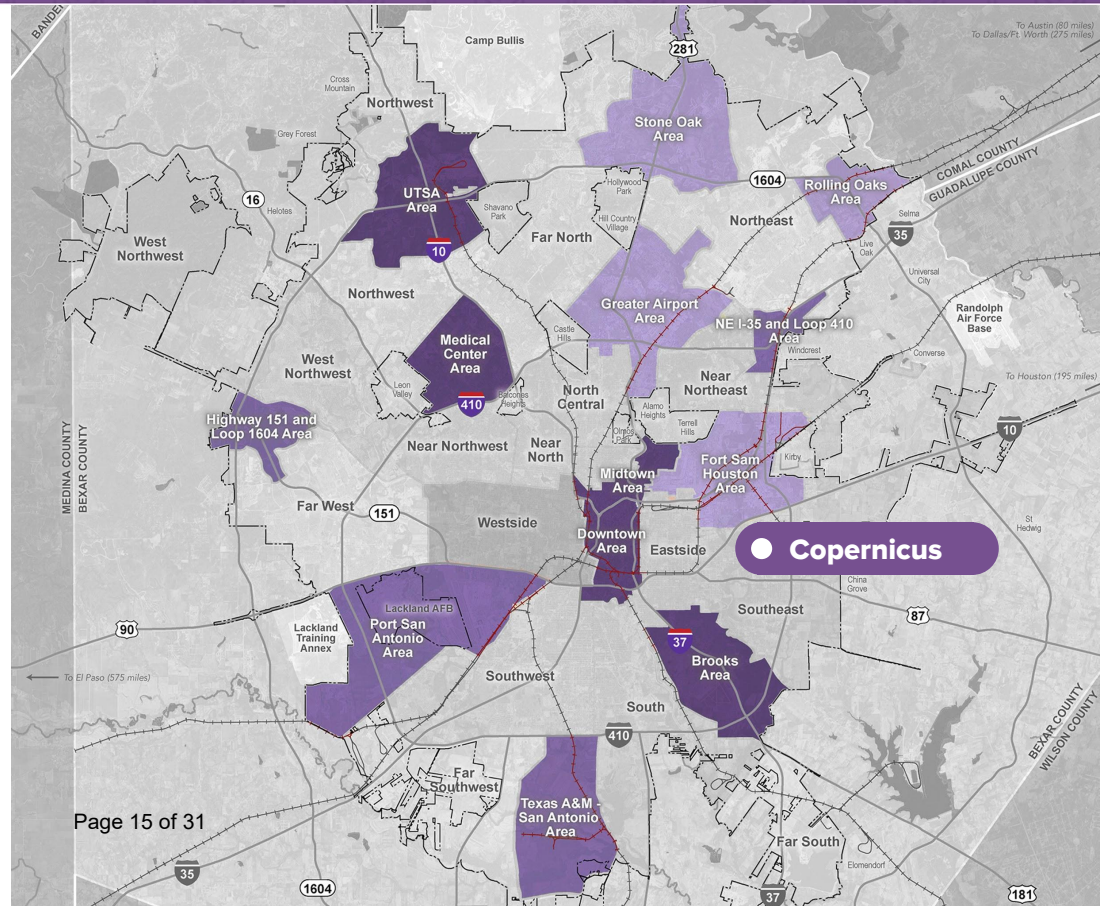 BANDE
Camp Bullis
281
To Austin (80 miles)
To Dallas/Ft. Worth (275 miles)
Cross
Mountain
Northwest
Stone Oak
Area
Grey Forest
COMAL COUNTY
GUADALUPE COUNTY
1604
Hollywood
Park
Rolling Oaks
Area
UTSA
Area
16
Helotes
Shavano
Park
Hill Country
Village
Northeast
Selma
35
West
Northwest
Far North
10
Live
Oak
Universal
City
Northwest
Greater Airport
Area
Randolph
Air Force
Base
NE I-35 and Loop 410
Area
Castle
Hills
Medical
Center
Area
Windcrest
Converse
West
Northwest
Leon
Valley
410
Balcones
Heights
North
Central
Near
Northeast
To Houston (195 miles)
Alamo
Heights
Terrell
Hills
Highway 151 and
Loop 1604 Area
Olmos
Park
10
Near Northwest
Near
North
Kirby
Fort Sam
Houston
Area
Midtown
Area
MEDINA COUNTY
BEXAR COUNTY
Far West
151
Westside
St
Hedwig
Downtown
Area
Eastside
Copernicus
China
Grove
Lackland AFB
Port San
Antonio
Area
Southeast
87
90
Lackland
Training
Annex
37
Brooks
Area
To El Paso (575 miles)
Southwest
South
410
BEXAR COUNTY
WILSON COUNTY
Far
Southwest
Texas A&M -
San Antonio
Area
Page 15 of 31
Far South
Elomendorf
35
1604
37
181